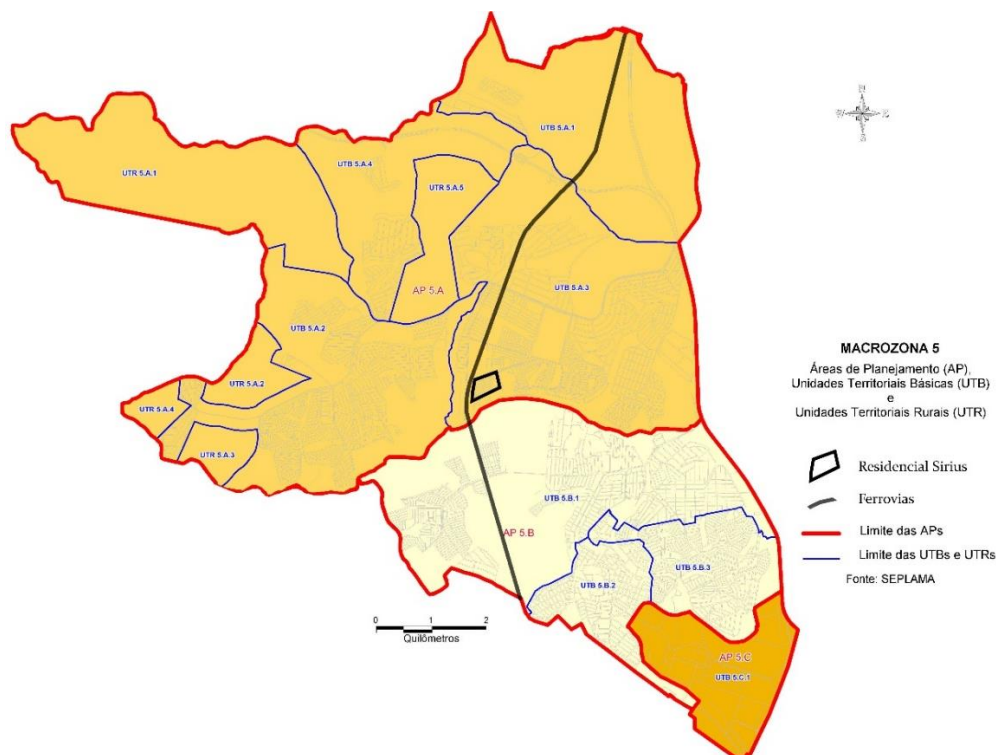 UTB 5.A.1
UTB 5.A.4
UTR 5.A.1
UTR 5.A.5
AP 5.A
UTB 5.A.3
UTB 5.A.2
UTR 5.A.2
UTR 5.A.4
UTR 5.A.3
UTB 5.B.1
AP 5.B
UTB 5.B.3
UTB 5.B.2
AP 5.C
UTB 5.C.1
0 1 2
Quilômetros
N
W E
S
MACROZONA 5
Áreas de Planejamento (AP),
Unidades Territoriais Básicas (UTB)
e
Unidades Territoriais Rurais (UTR)
Residencial Sirius
Ferrovias
Limite das APs
Limite das UTBs e UTRs
Fonte: SEPLAMA